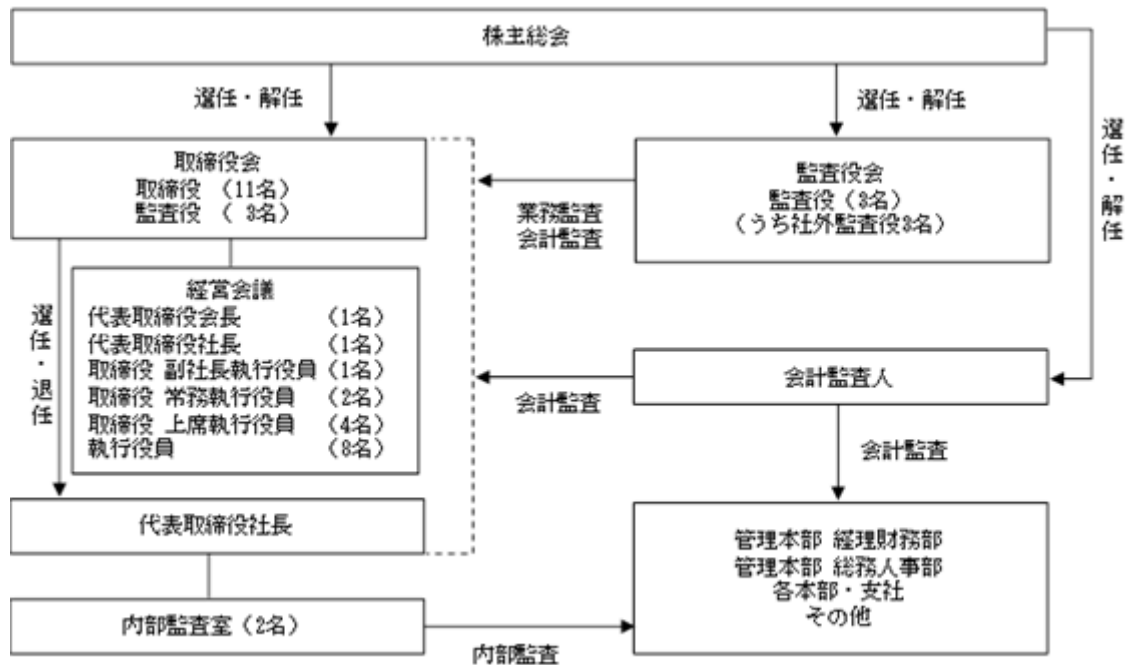 株主総会
選任・解任
選任・解任
選任・解任
取締役会
取締役 (11名)
監査役 ( 3名)
監査役会
監査役 (3名)
(うち社外監査役3名)
業務監査
会計監査
経営会議
代表取締役会長 (1名)
代表取締役社長 (1名)
取締役 副社長執行役員 (1名)
取締役 常務執行役員 (2名)
取締役 上席執行役員 (4名)
執行役員 (8名)
選任・退任
会計監査人
会計監査
会計監査
代表取締役社長
管理本部 経理財務部
管理本部 総務人事部
各本部・支社
その他
内部監査室 (2名)
内部監査